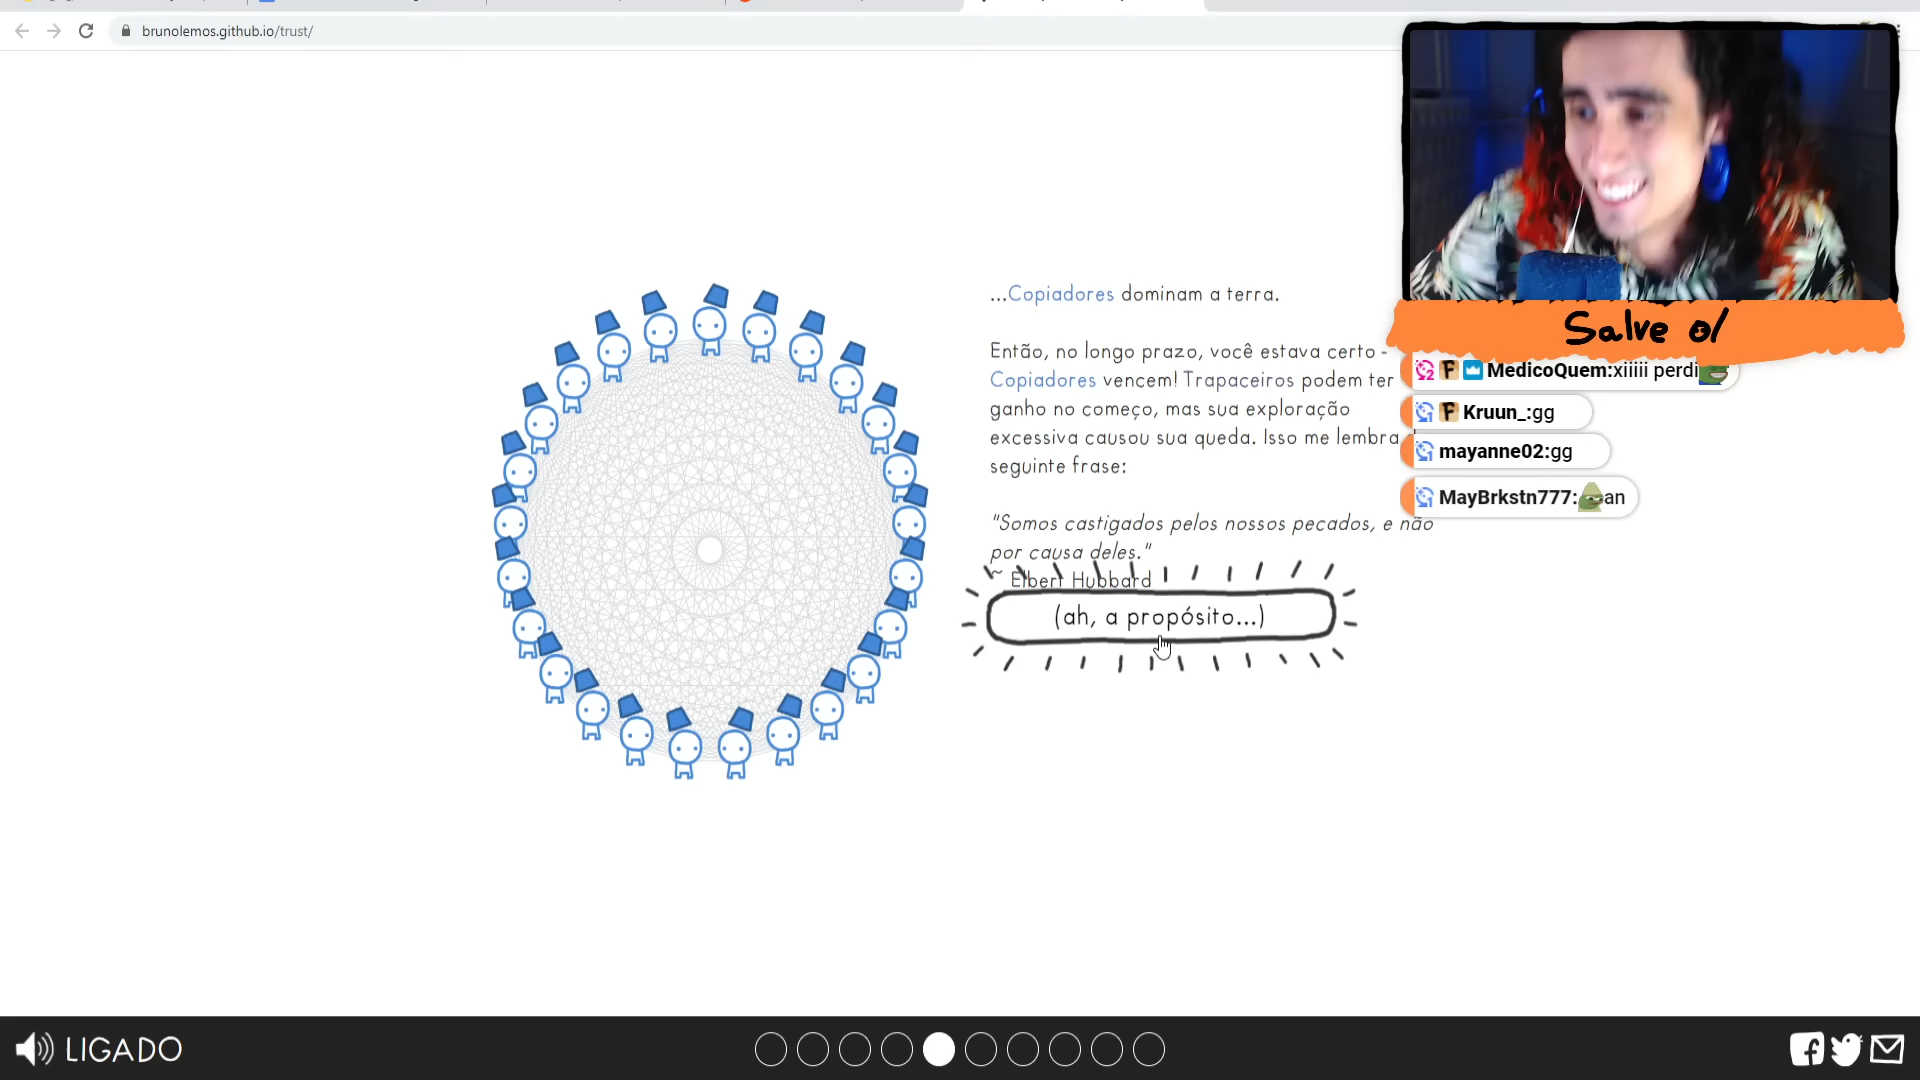 brunolemos.github.io/trust/
...Copiadores dominam a terra.
Então, no longo prazo, você estava certo -
Copiadores vencem! Trapaceiros podem ter
ganho no começo, mas sua exploração
excessiva causou sua queda. Isso me lembra
seguinte frase:
"Somos castigados pelos nossos pecados, e não
por causa deles."
~ Elbert Hubbard
(ah, a propósito...)
Salve o/
MedicoQuem:xiiiii perdi
Kruun_:gg
mayanne02:gg
MayBrkstn777: an
LIGADO